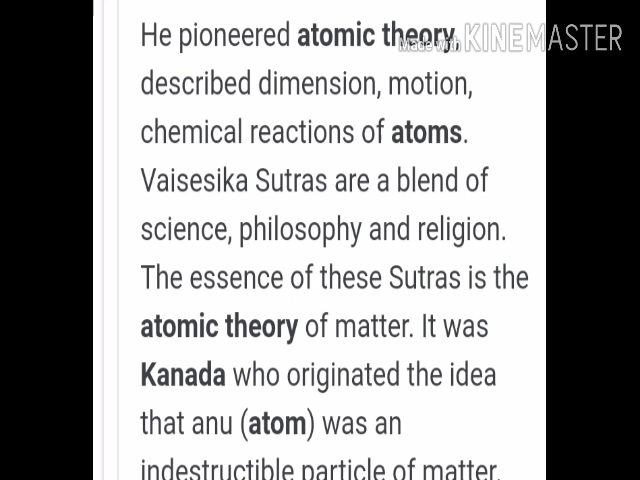 He pioneered atomic theory,
Made with KINEMASTER
described dimension, motion,
chemical reactions of atoms.
Vaisesika Sutras are a blend of
science, philosophy and religion.
The essence of these Sutras is the
atomic theory of matter. It was
Kanada who originated the idea
that anu (atom) was an
indestructible particle of matter.